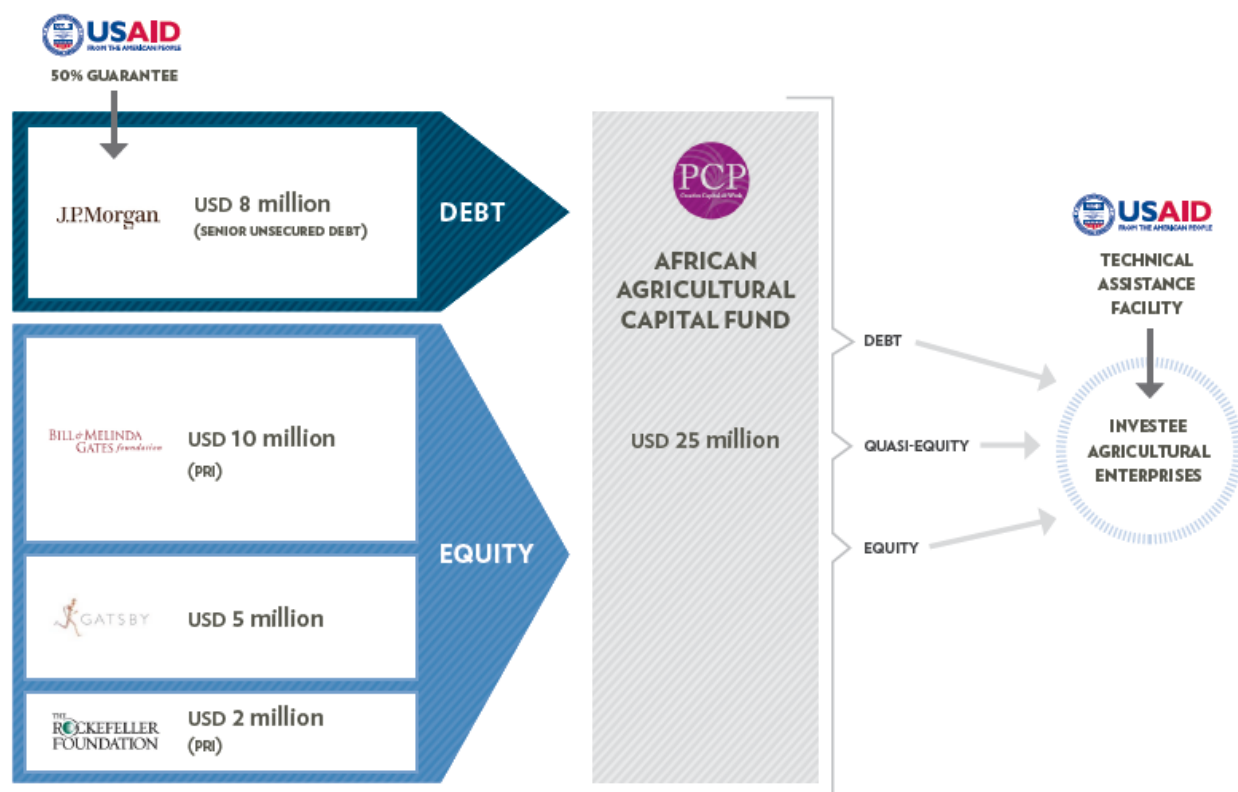 USAID
FROM THE AMERICAN PEOPLE
50% GUARANTEE
J.P.Morgan
USD 8 million
(SENIOR UNSECURED DEBT)
DEBT
BILL & MELINDA
GATES foundation
USD 10 million
(PRI)
EQUITY
GATSBY
USD 5 million
THE
ROCKEFELLER
FOUNDATION
USD 2 million
(PRI)
PCP
Creative Capital @ Work
AFRICAN
AGRICULTURAL
CAPITAL FUND
USD 25 million
DEBT
QUASI-EQUITY
EQUITY
USAID
FROM THE AMERICAN PEOPLE
TECHNICAL
ASSISTANCE
FACILITY
INVESTEE
AGRICULTURAL
ENTERPRISES